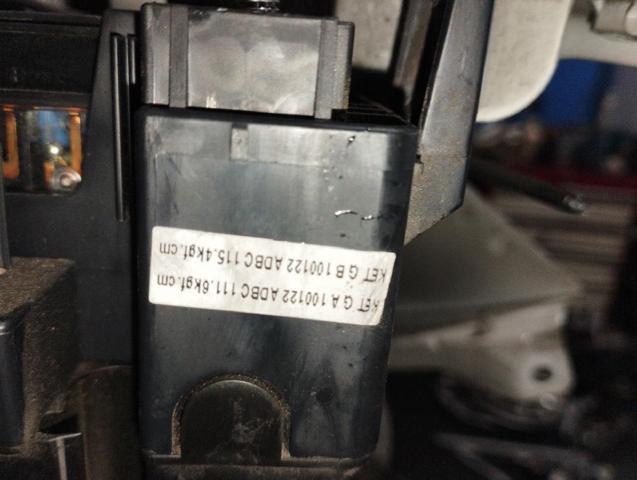 KET G A 100122 ADBC 111.6kgf.cm
KET G B 100122 ADBC 115.4kgf.cm